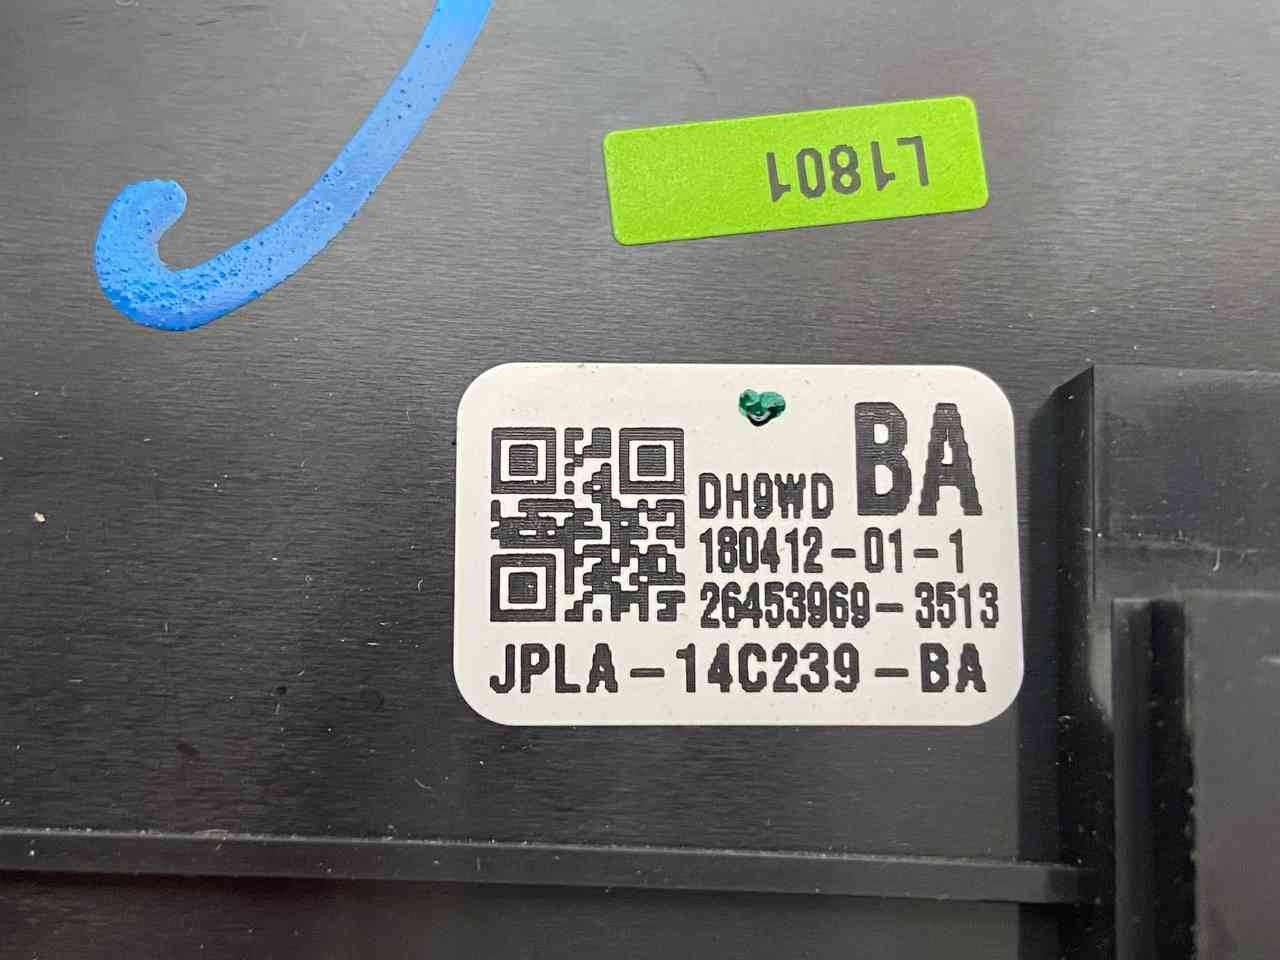 L1801
BA
DH9WD
180412-01-1
26453969-3513
JPLA-14C239-BA